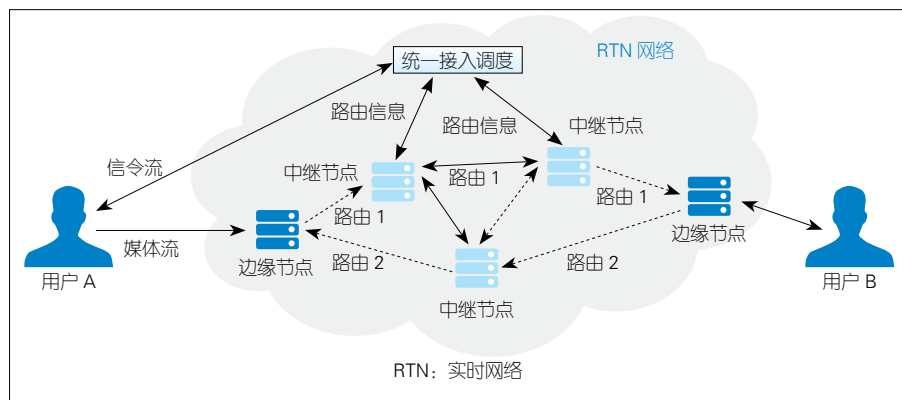 RTN 网络
统一接入调度
路由信息
路由信息
中继节点
信令流
中继节点
路由 1
路由 1
路由 1
媒体流
边缘节点
边缘节点
路由 2
路由 2
用户 A
用户 B
中继节点
RTN：实时网络